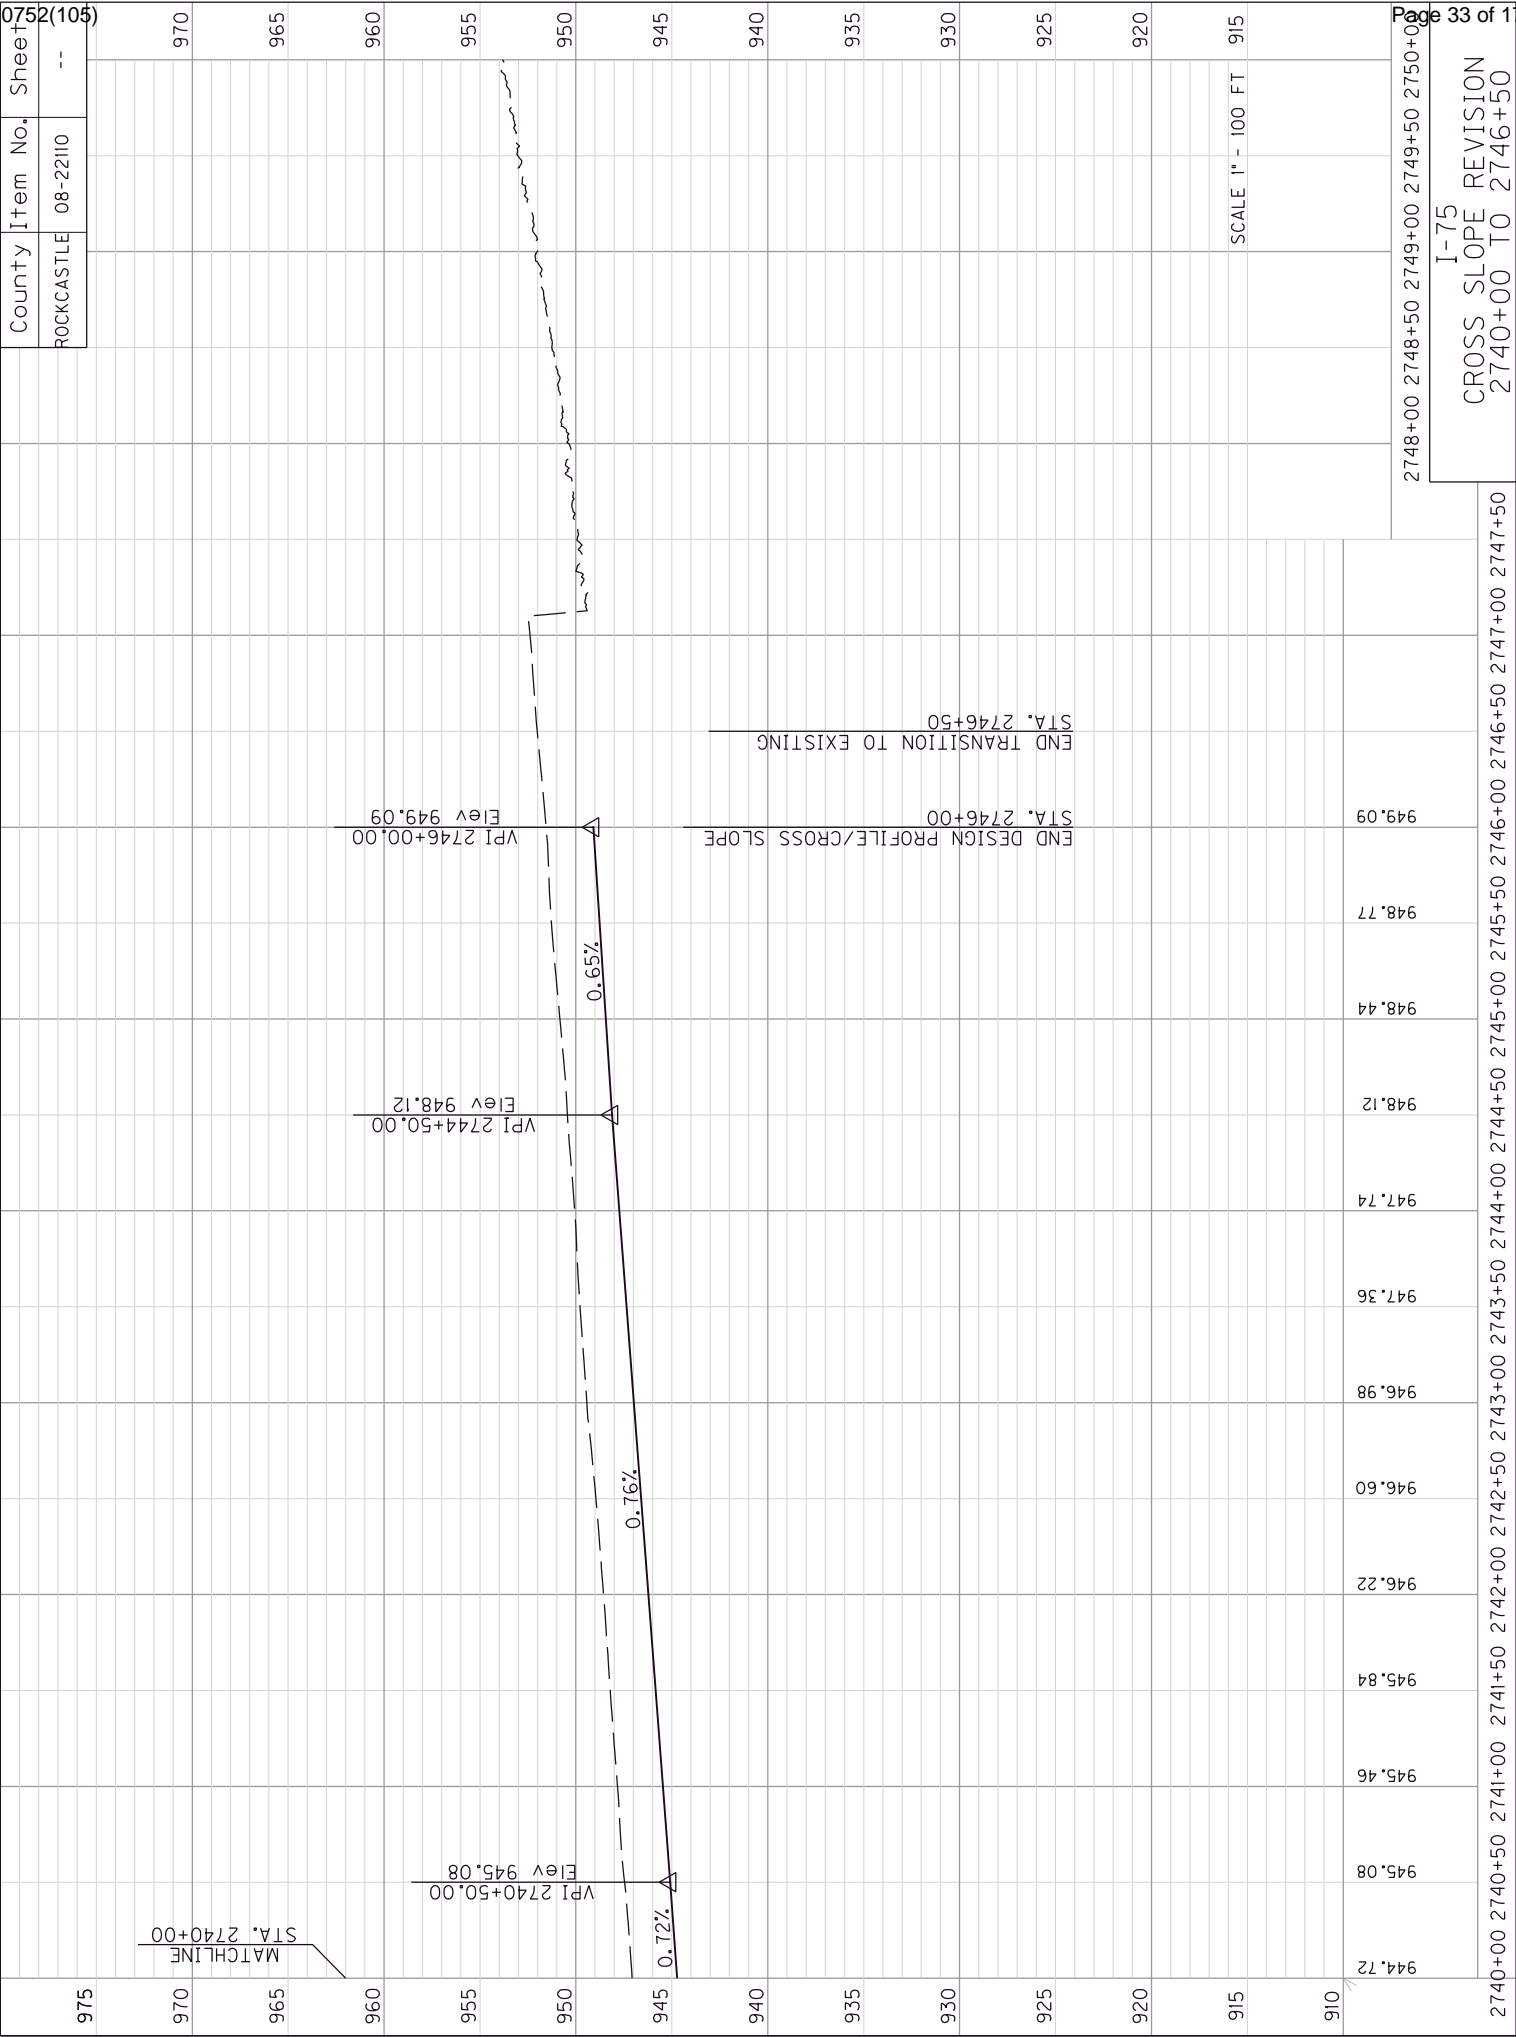 0752(105)
Page 33 of 17
County Item No. Sheet
ROCKCASTLE 08-22110 --
MATCHLINE
STA. 2740+00
VPI 2740+50.00
Elev 945.08
VPI 2744+50.00
Elev 948.12
VPI 2746+00.00
Elev 949.09
0.72%
0.76%
0.65%
END DESIGN PROFILE/CROSS SLOPE
STA. 2746+00
END TRANSITION TO EXISTING
STA. 2746+50
SCALE 1" - 100 FT
975
970
965
960
955
950
945
940
935
930
925
920
915
910
970
965
960
955
950
945
940
935
930
925
920
915
944.72 945.08 945.46 945.84 946.22 946.60 946.98 947.36 947.74 948.12 948.44 948.77 949.09
2740+00 2740+50 2741+00 2741+50 2742+00 2742+50 2743+00 2743+50 2744+00 2744+50 2745+00 2745+50 2746+00 2746+50 2747+00 2747+50
2748+00 2748+50 2749+00 2749+50 2750+00
I-75
CROSS SLOPE REVISION
2740+00 TO 2746+50